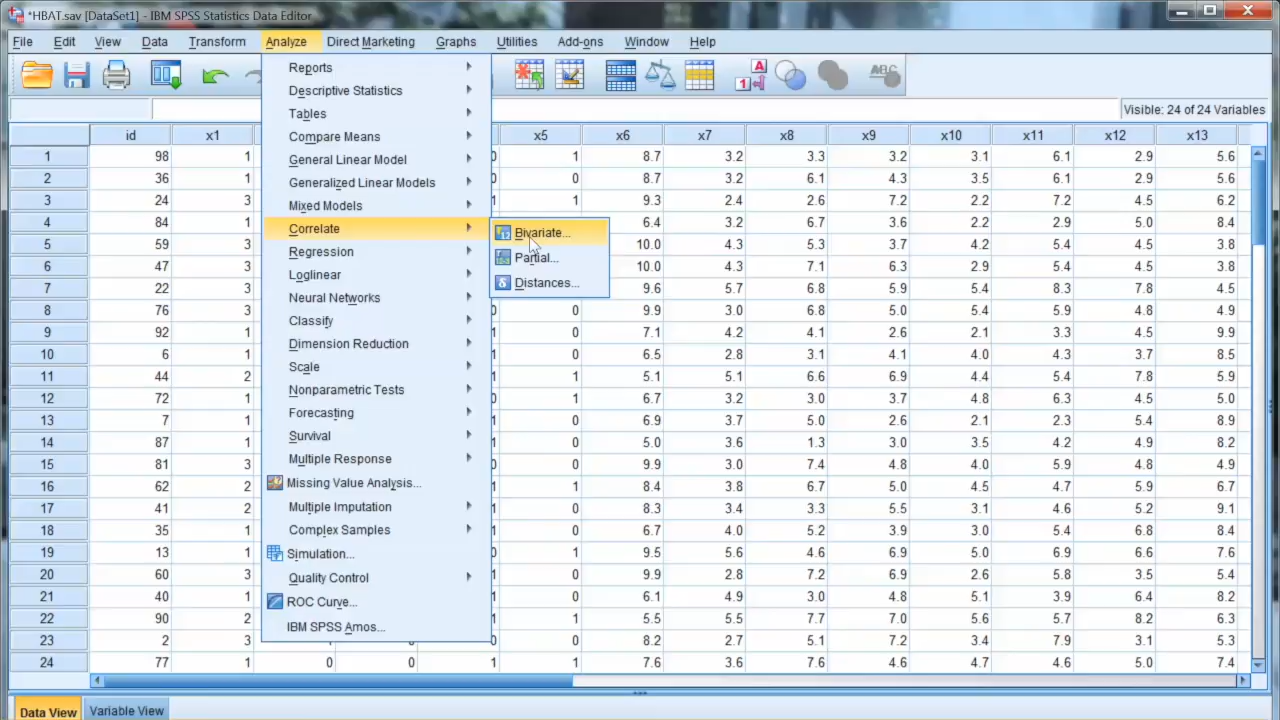 *HBAT.sav [DataSet1] - IBM SPSS Statistics Data Editor
File Edit View Data Transform Analyze Direct Marketing Graphs Utilities Add-ons Window Help
Visible: 24 of 24 Variables
id x1 x5 x6 x7 x8 x9 x10 x11 x12 x13
1 98 1 0 1 8.7 3.2 3.3 3.2 3.1 6.1 2.9 5.6
2 36 1 0 0 8.7 3.2 6.1 4.3 3.5 6.1 2.9 5.6
3 24 3 1 1 9.3 2.4 2.6 7.2 2.2 7.2 4.5 6.2
4 84 1 6.4 3.2 6.7 3.6 2.2 2.9 5.0 8.4
5 59 3 10.0 4.3 5.3 3.7 4.2 5.4 4.5 3.8
6 47 3 10.0 4.3 7.1 6.3 2.9 5.4 4.5 3.8
7 22 3 9.6 5.7 6.8 5.9 5.4 8.3 7.8 4.5
8 76 3 0 0 9.9 3.0 6.8 5.0 5.4 5.9 4.8 4.9
9 92 1 1 0 7.1 4.2 4.1 2.6 2.1 3.3 4.5 9.9
10 6 1 1 0 6.5 2.8 3.1 4.1 4.0 4.3 3.7 8.5
11 44 2 1 1 5.1 5.1 6.6 6.9 4.4 5.4 7.8 5.9
12 72 1 0 1 6.7 3.2 3.0 3.7 4.8 6.3 4.5 5.0
13 7 1 1 0 6.9 3.7 5.0 2.6 2.1 2.3 5.4 8.9
14 87 1 1 0 5.0 3.6 1.3 3.0 3.5 4.2 4.9 8.2
15 81 3 1 0 9.9 3.0 7.4 4.8 4.0 5.9 4.8 4.9
16 62 2 1 1 8.4 3.8 6.7 5.0 4.5 4.7 5.9 6.7
17 41 2 1 0 8.3 3.4 3.3 5.5 3.1 4.6 5.2 9.1
18 35 1 1 0 6.7 4.0 5.2 3.9 3.0 5.4 6.8 8.4
19 13 1 0 1 9.5 5.6 4.6 6.9 5.0 6.9 6.6 7.6
20 60 3 1 0 9.9 2.8 7.2 6.9 2.6 5.8 3.5 5.4
21 40 1 1 0 6.1 4.9 3.0 4.8 5.1 3.9 6.4 8.2
22 90 2 1 1 5.5 5.5 7.7 7.0 5.6 5.7 8.2 6.3
23 2 3 1 0 0 0 8.2 2.7 5.1 7.2 3.4 7.9 3.1 5.3
24 77 1 0 0 1 1 7.6 3.6 7.6 4.6 4.7 4.6 5.0 7.4
Reports
Descriptive Statistics
Tables
Compare Means
General Linear Model
Generalized Linear Models
Mixed Models
Correlate
Regression
Loglinear
Neural Networks
Classify
Dimension Reduction
Scale
Nonparametric Tests
Forecasting
Survival
Multiple Response
Missing Value Analysis...
Multiple Imputation
Complex Samples
Simulation...
Quality Control
ROC Curve...
IBM SPSS Amos...
Bivariate...
Partial...
Distances...
Data View Variable View